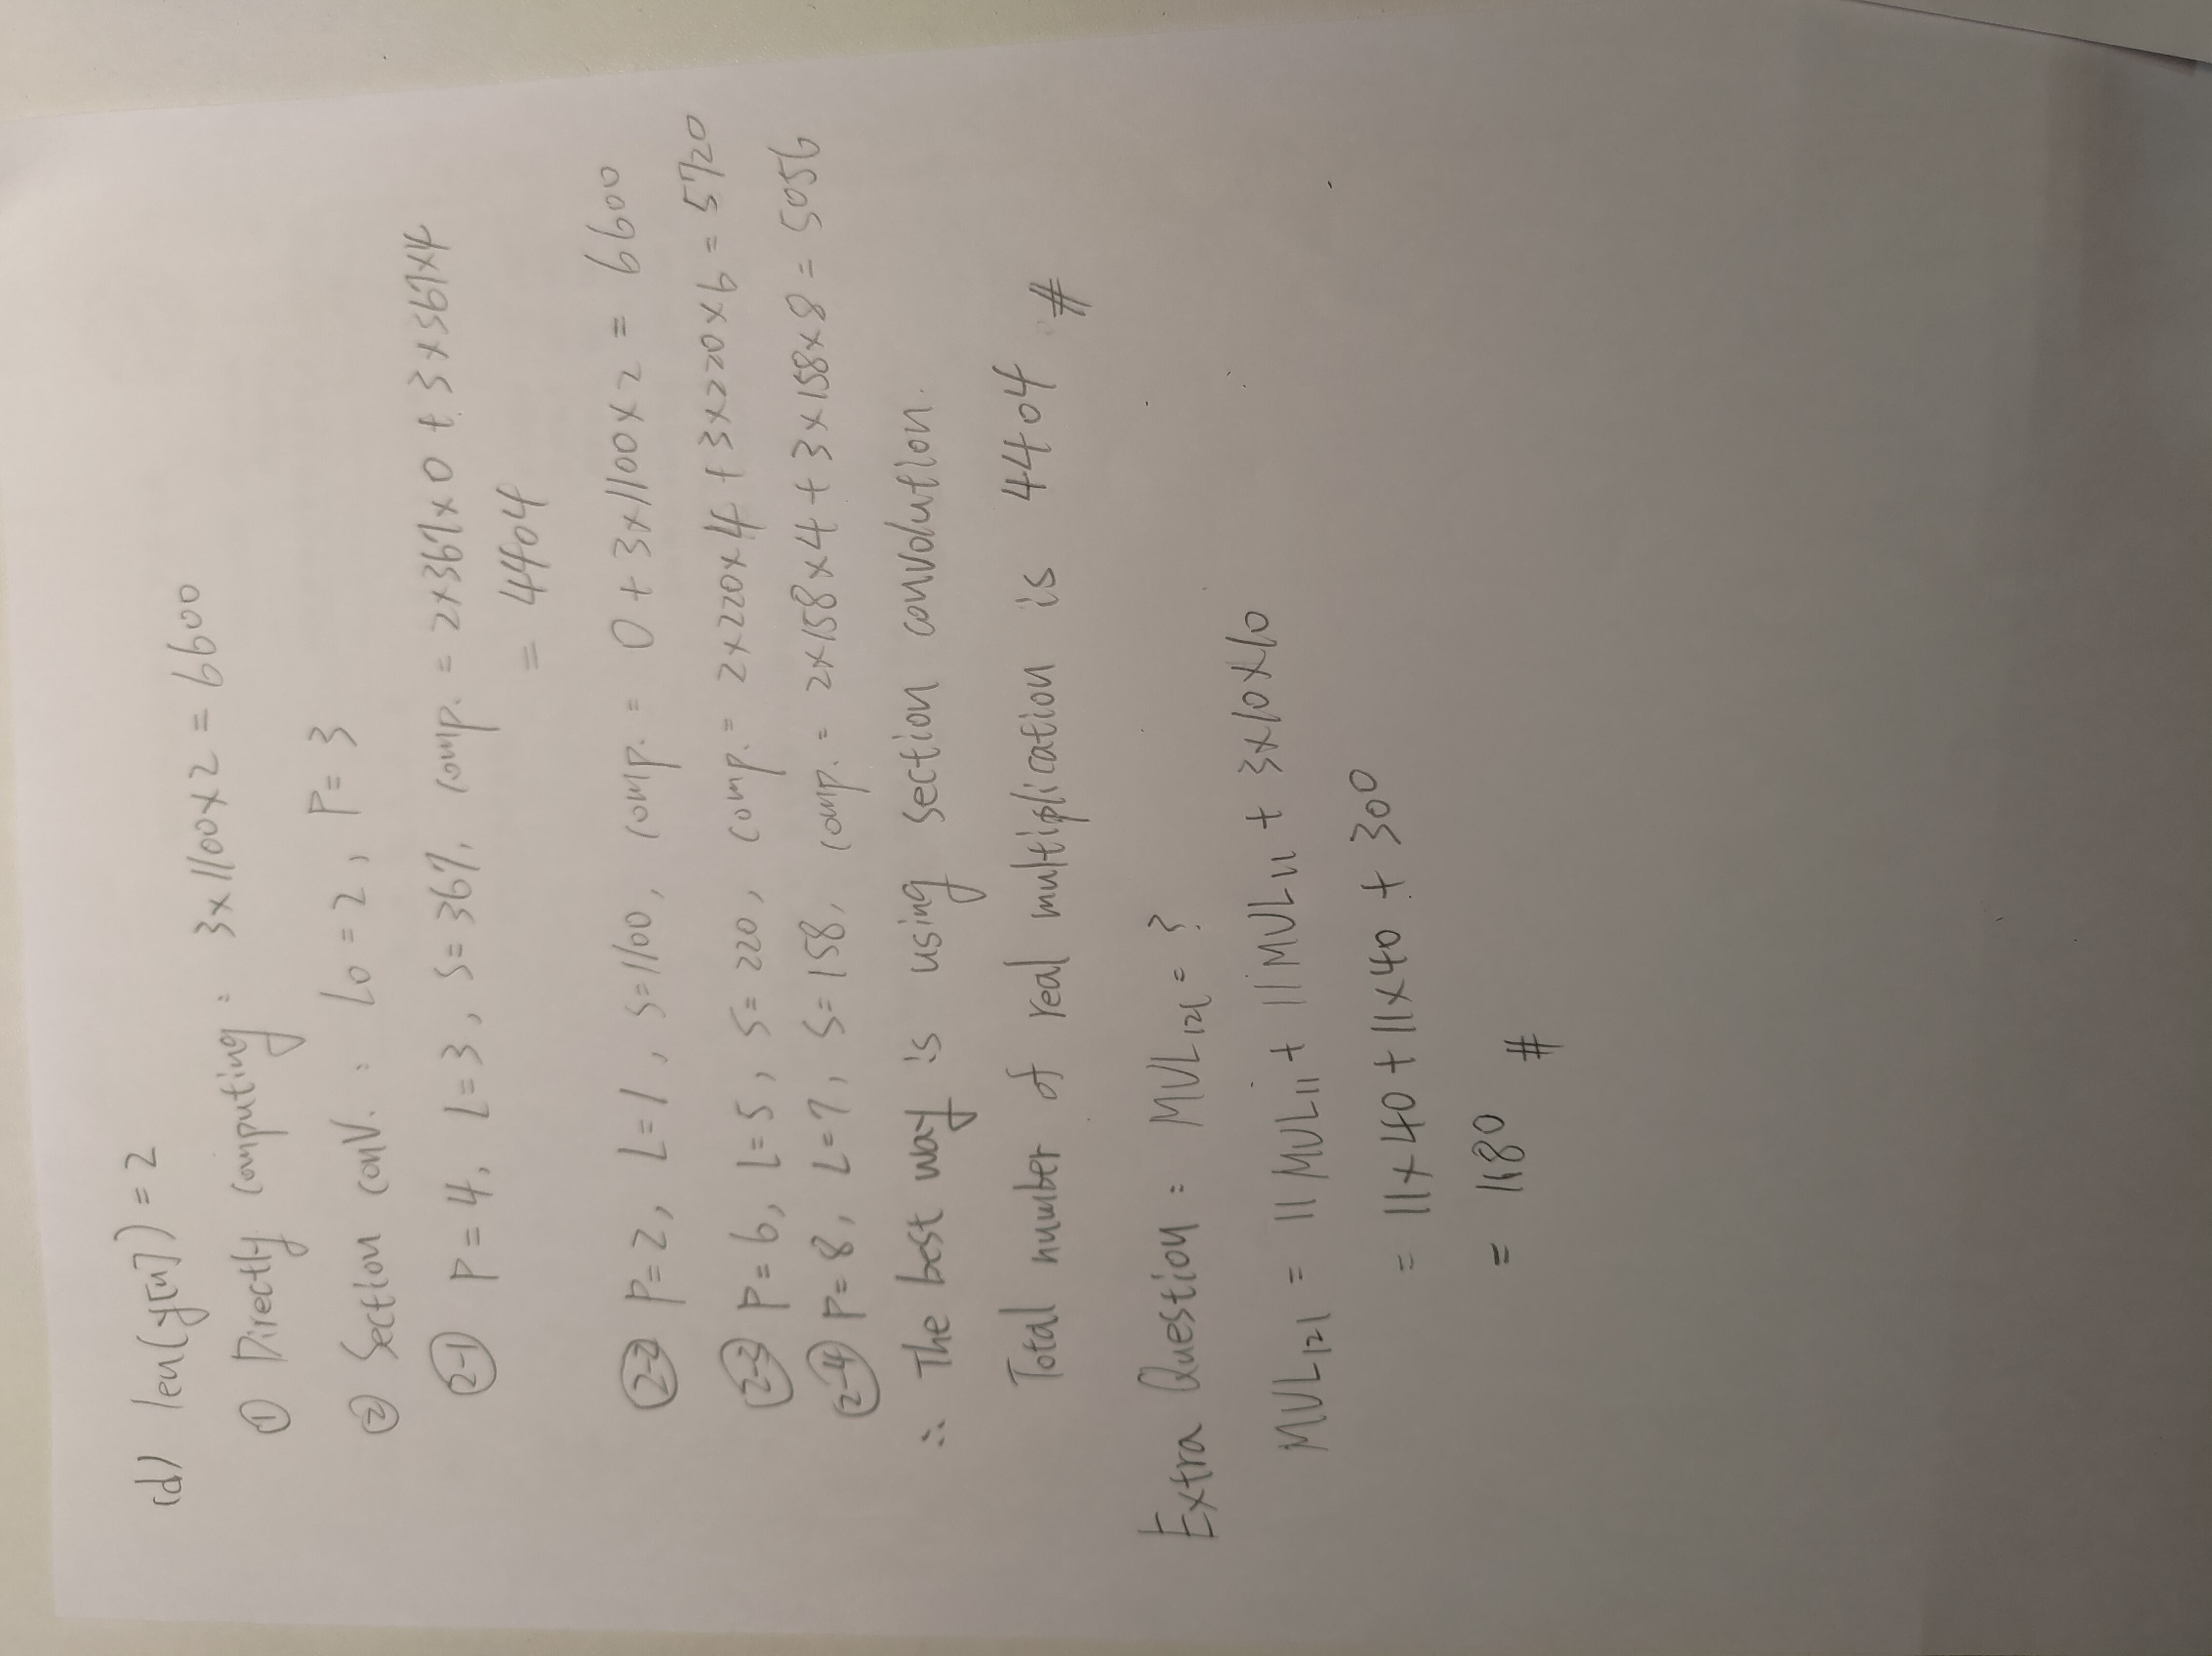 (d) len(y[n]) = 2
① Directly computing : 3×1100×2 = 6600
② Section conV. : L0 = 2, P = 3
②-1 P = 4, L = 3, S = 367, comp. = 2×367×0 + 3×367×4
= 4404
②-2 P = 2, L = 1, S = 1100, comp. = 0 + 3×1100×2 = 6600
②-3 P = 6, L = 5, S = 220, comp. = 2×220×4 + 3×220×6 = 5720
②-4 P = 8, L = 7, S = 158, comp. = 2×158×4 + 3×158×8 = 5056
∴ The best way is using section convolution.
Total number of real multiplication is 4404 #
Extra Question : MUL121 = ?
MUL121 = 11 MUL11 + 11 MUL11 + 3×10×10
= 11×40 + 11×40 + 300
= 1180 #